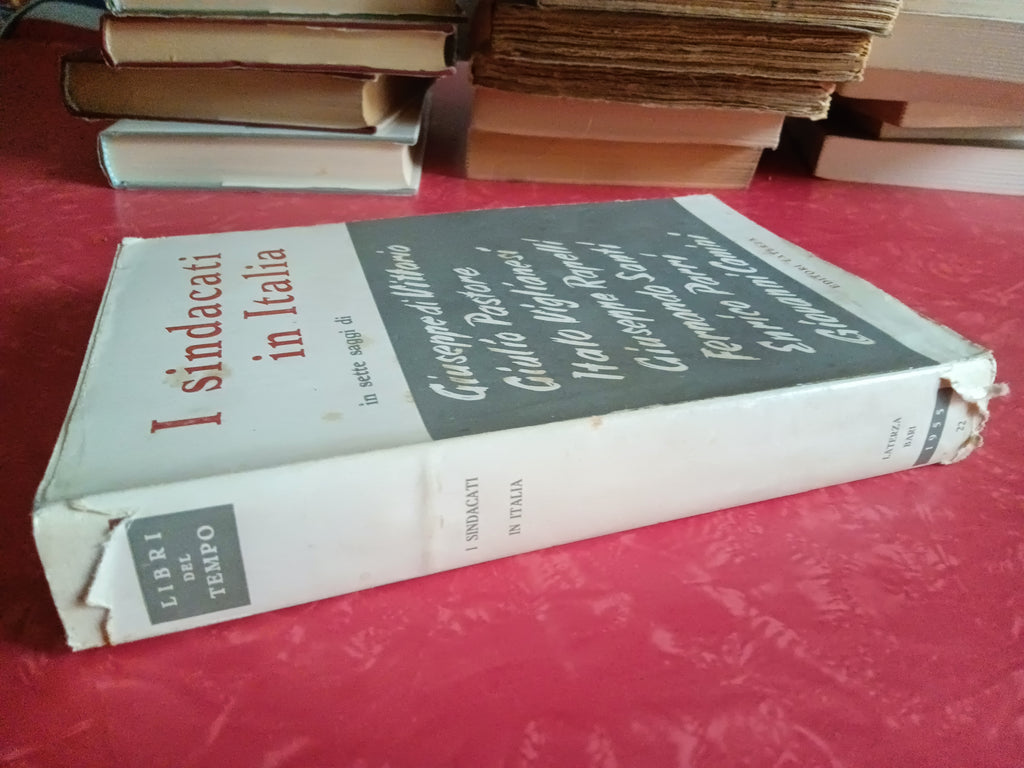 I sindacati
in Italia
in sette saggi di
Giuseppe di Vittorio
Giulio Pastore
Italo Viglianesi
Giuseppe Rapelli
Fernando Santi
Enrico Parri
Giovanni Canini
EDITORI LATERZA
LIBRI
DEL
TEMPO
I SINDACATI
IN ITALIA
LATERZA
BARI
1955
22